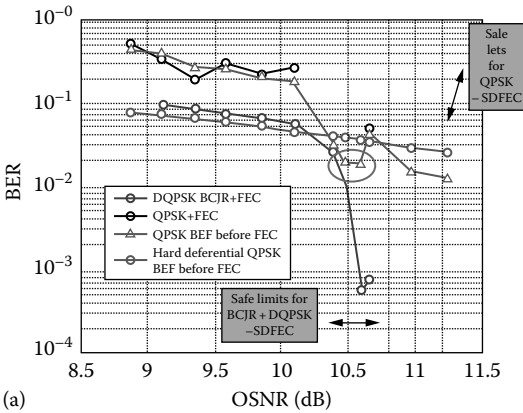 10⁰
10⁻¹
10⁻²
10⁻³
10⁻⁴
BER
Sale
lets
for
QPSK
–SDFEC
DQPSK BCJR+FEC
QPSK+FEC
QPSK BEF before FEC
Hard deferential QPSK
BEF before FEC
Safe limits for
BCJR + DQPSK
–SDFEC
8.5 9 9.5 10 10.5 11 11.5
(a)
OSNR (dB)